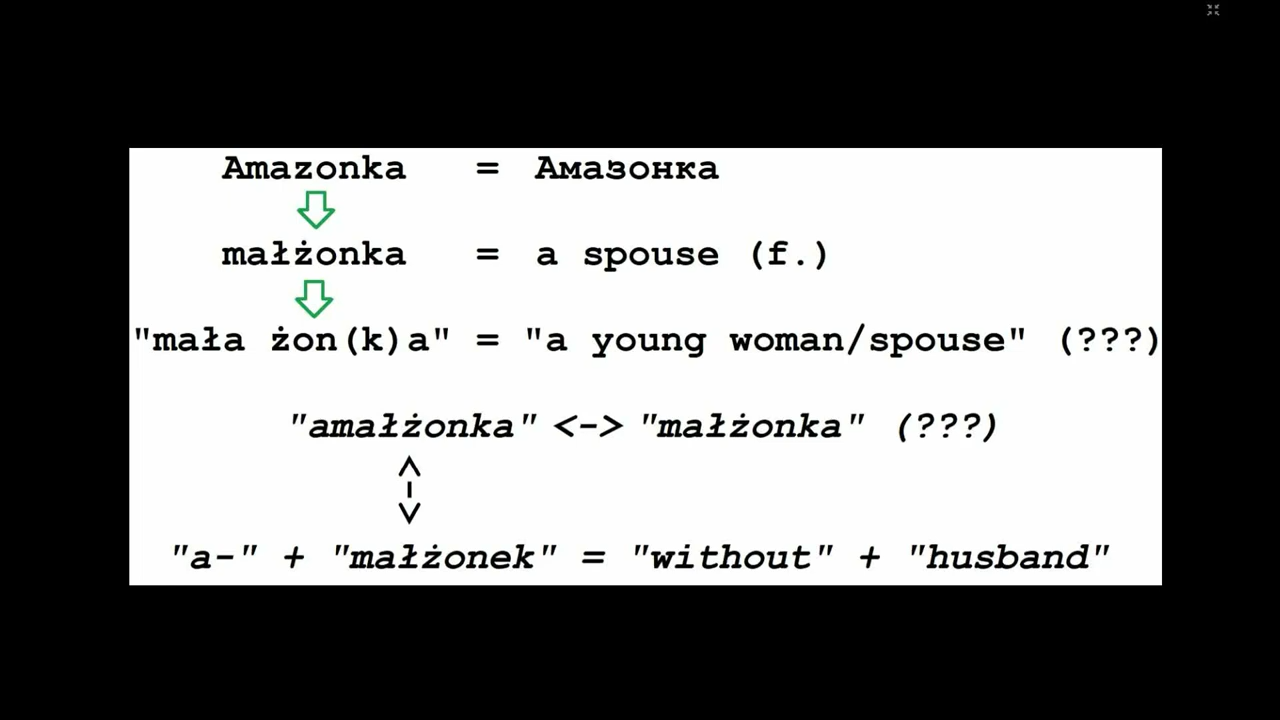 Amazonka = Амазонка
małżonka = a spouse (f.)
"mała żon(k)a" = "a young woman/spouse" (???)
"amałżonka" <-> "małżonka" (???)
"a-" + "małżonek" = "without" + "husband"